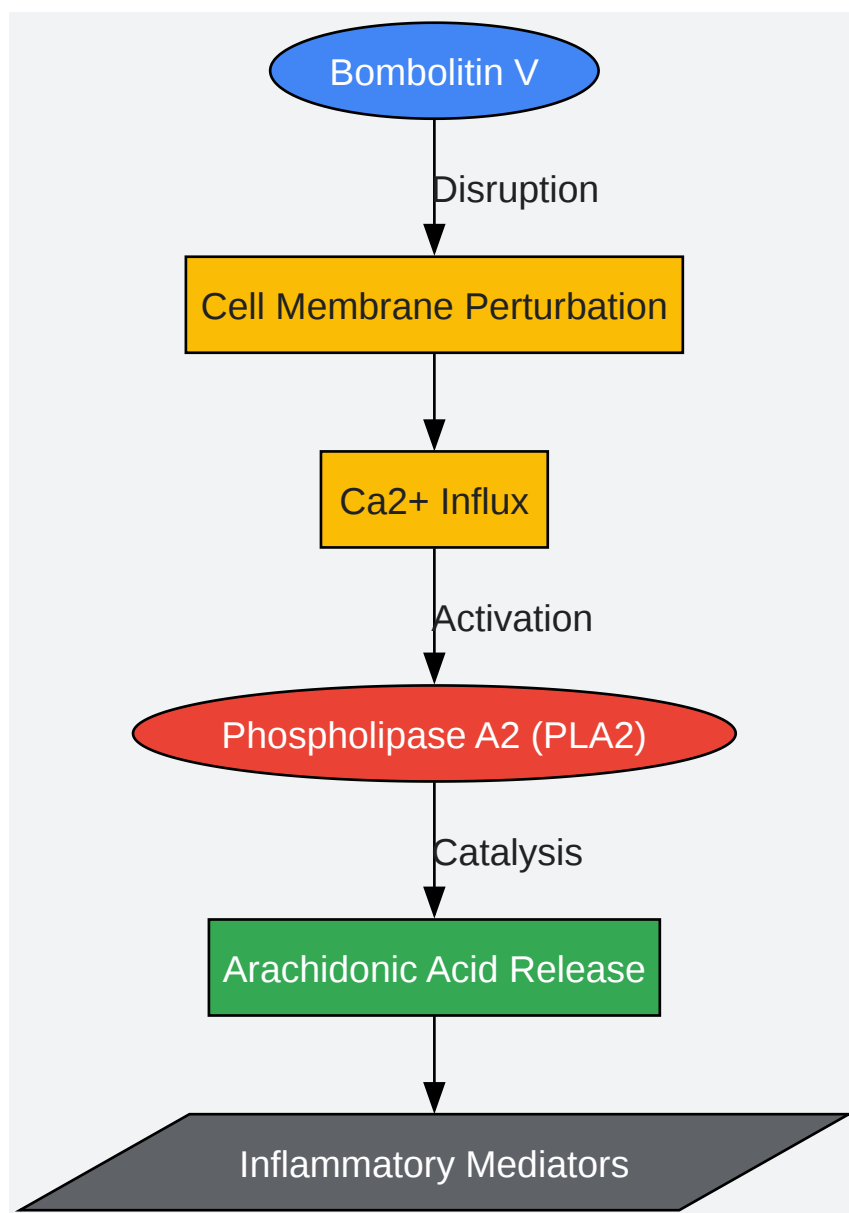 Bombolitin V
Disruption
Cell Membrane Perturbation
Ca2+ Influx
Activation
Phospholipase A2 (PLA2)
Catalysis
Arachidonic Acid Release
Inflammatory Mediators